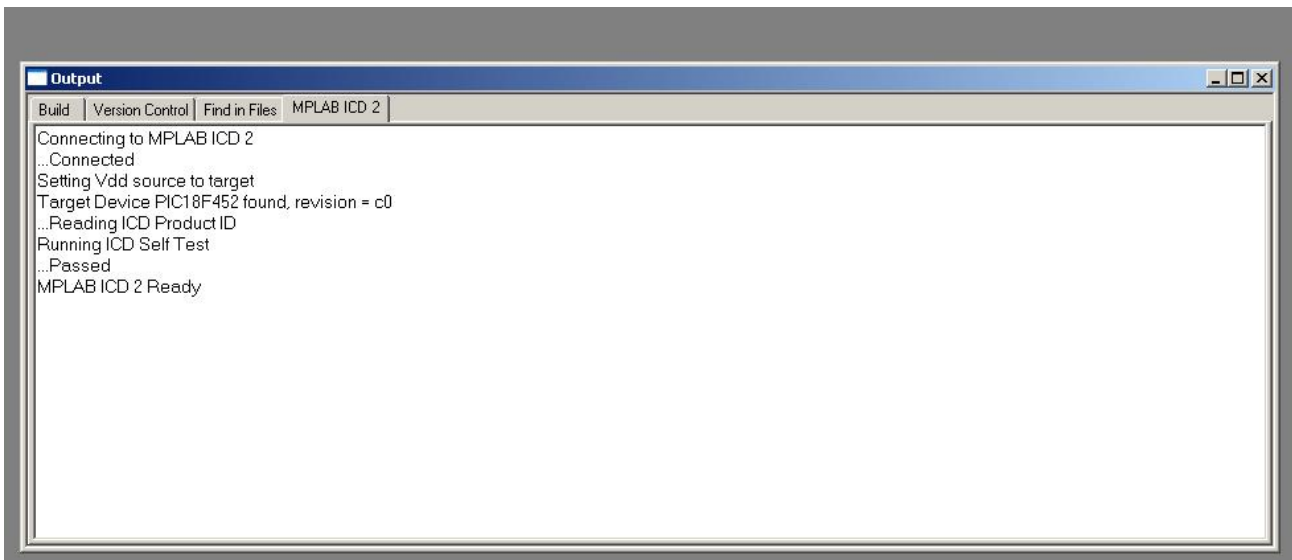 Output
Build Version Control Find in Files MPLAB ICD 2
Connecting to MPLAB ICD 2
...Connected
Setting Vdd source to target
Target Device PIC18F452 found, revision = c0
...Reading ICD Product ID
Running ICD Self Test
...Passed
MPLAB ICD 2 Ready